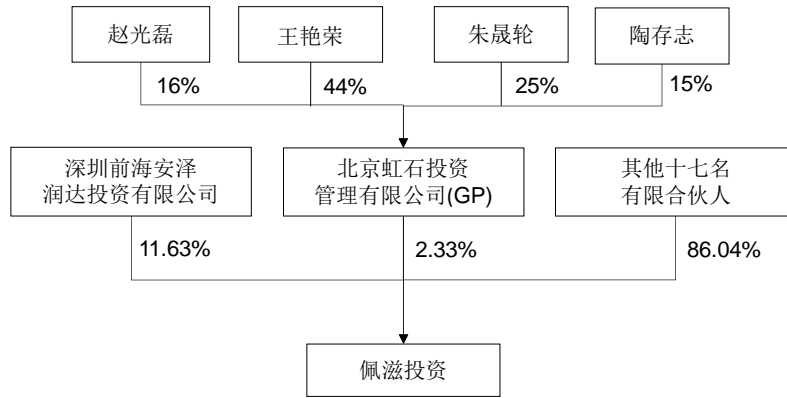 赵光磊
王艳荣
朱晟轮
陶存志
16%
44%
25%
15%
深圳前海安泽
润达投资有限公司
北京虹石投资
管理有限公司(GP)
其他十七名
有限合伙人
11.63%
2.33%
86.04%
佩滋投资